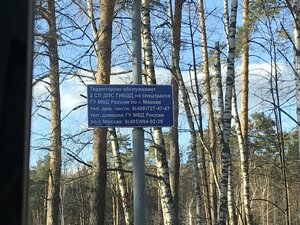 Территорию обслуживает
2 СП ДПС ГИБДД на спецтрассе
ГУ МВД России по г. Москве
тел. деж. части: 8(499)727-47-47
тел. доверия ГУ МВД России
по г. Москве: 8(495)694-92-29